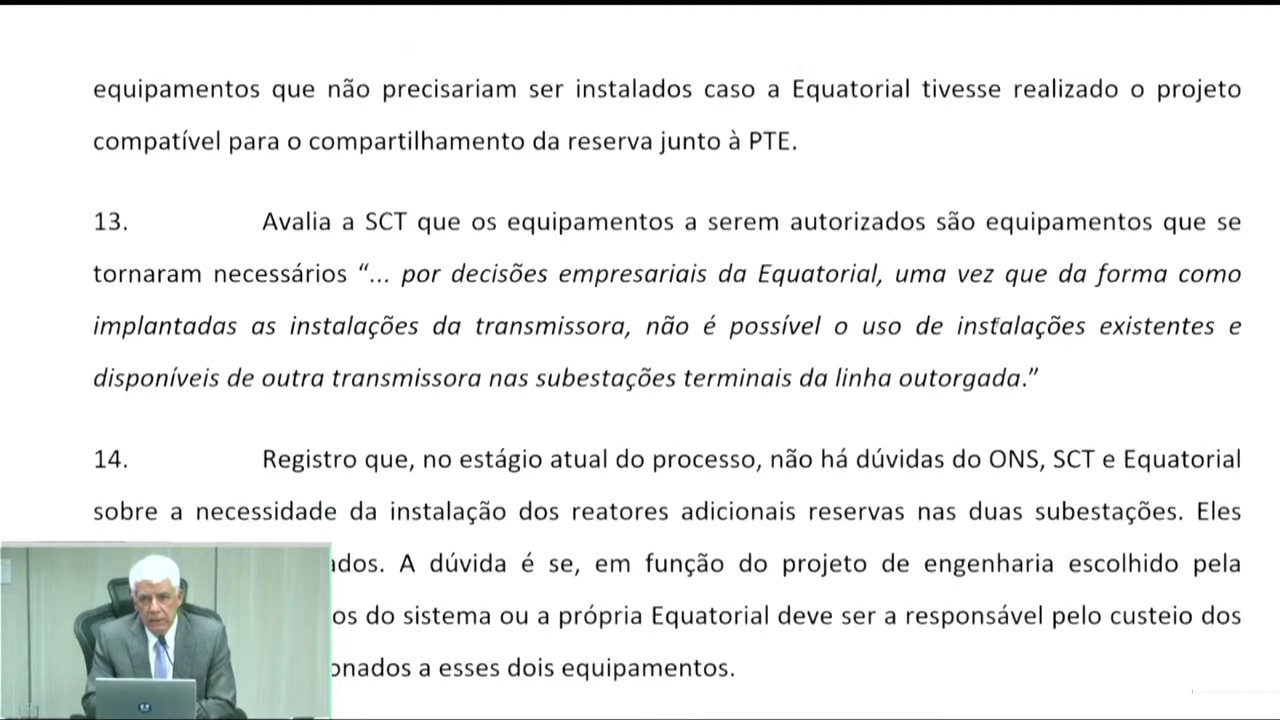 equipamentos que não precisariam ser instalados caso a Equatorial tivesse realizado o projeto
compatível para o compartilhamento da reserva junto à PTE.
13. Avalia a SCT que os equipamentos a serem autorizados são equipamentos que se
tornaram necessários “... por decisões empresariais da Equatorial, uma vez que da forma como
implantadas as instalações da transmissora, não é possível o uso de instalações existentes e
disponíveis de outra transmissora nas subestações terminais da linha outorgada.”
14. Registro que, no estágio atual do processo, não há dúvidas do ONS, SCT e Equatorial
sobre a necessidade da instalação dos reatores adicionais reservas nas duas subestações. Eles
dos. A dúvida é se, em função do projeto de engenharia escolhido pela
os do sistema ou a própria Equatorial deve ser a responsável pelo custeio dos
onados a esses dois equipamentos.